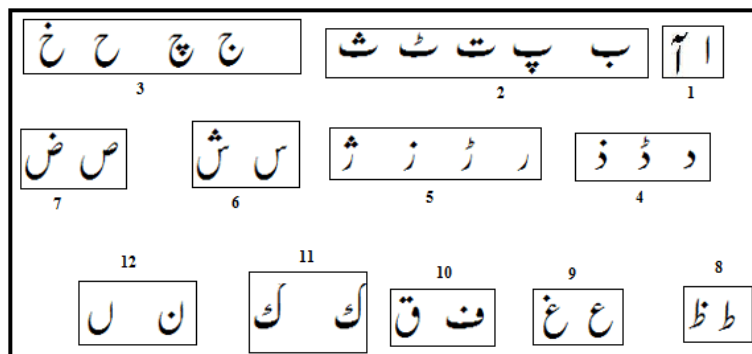 ا آ ب پ ت ٹ ث ج چ ح خ
1 2 3
د ڈ ذ ر ڑ ز ژ س ش ص ض
4 5 6 7
8 9 10 11 12
ط ظ ع غ ف ق ك ك ن ں